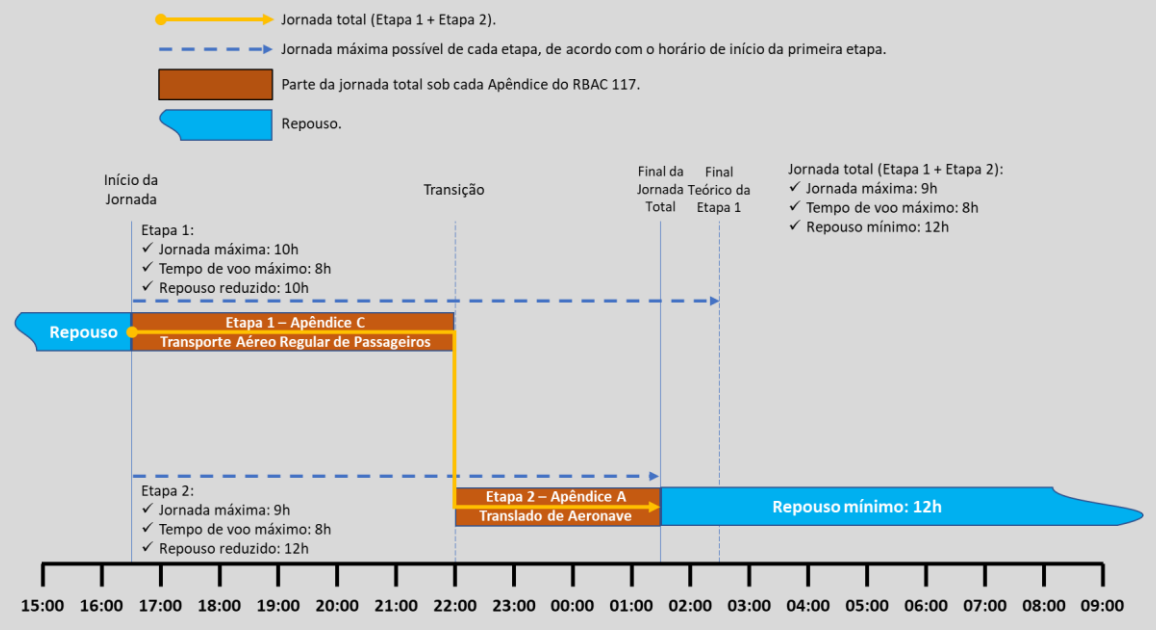 Jornada total (Etapa 1 + Etapa 2).
Jornada máxima possível de cada etapa, de acordo com o horário de início da primeira etapa.
Parte da jornada total sob cada Apêndice do RBAC 117.
Repouso.
Início da
Jornada
Transição
Final da
Jornada
Total
Final
Teórico da
Etapa 1
Jornada total (Etapa 1 + Etapa 2):
✓ Jornada máxima: 9h
✓ Tempo de voo máximo: 8h
✓ Repouso mínimo: 12h
Etapa 1:
✓ Jornada máxima: 10h
✓ Tempo de voo máximo: 8h
✓ Repouso reduzido: 10h
Repouso
Etapa 1 – Apêndice C
Transporte Aéreo Regular de Passageiros
Etapa 2:
✓ Jornada máxima: 9h
✓ Tempo de voo máximo: 8h
✓ Repouso reduzido: 12h
Etapa 2 – Apêndice A
Translado de Aeronave
Repouso mínimo: 12h
15:00 16:00 17:00 18:00 19:00 20:00 21:00 22:00 23:00 00:00 01:00 02:00 03:00 04:00 05:00 06:00 07:00 08:00 09:00